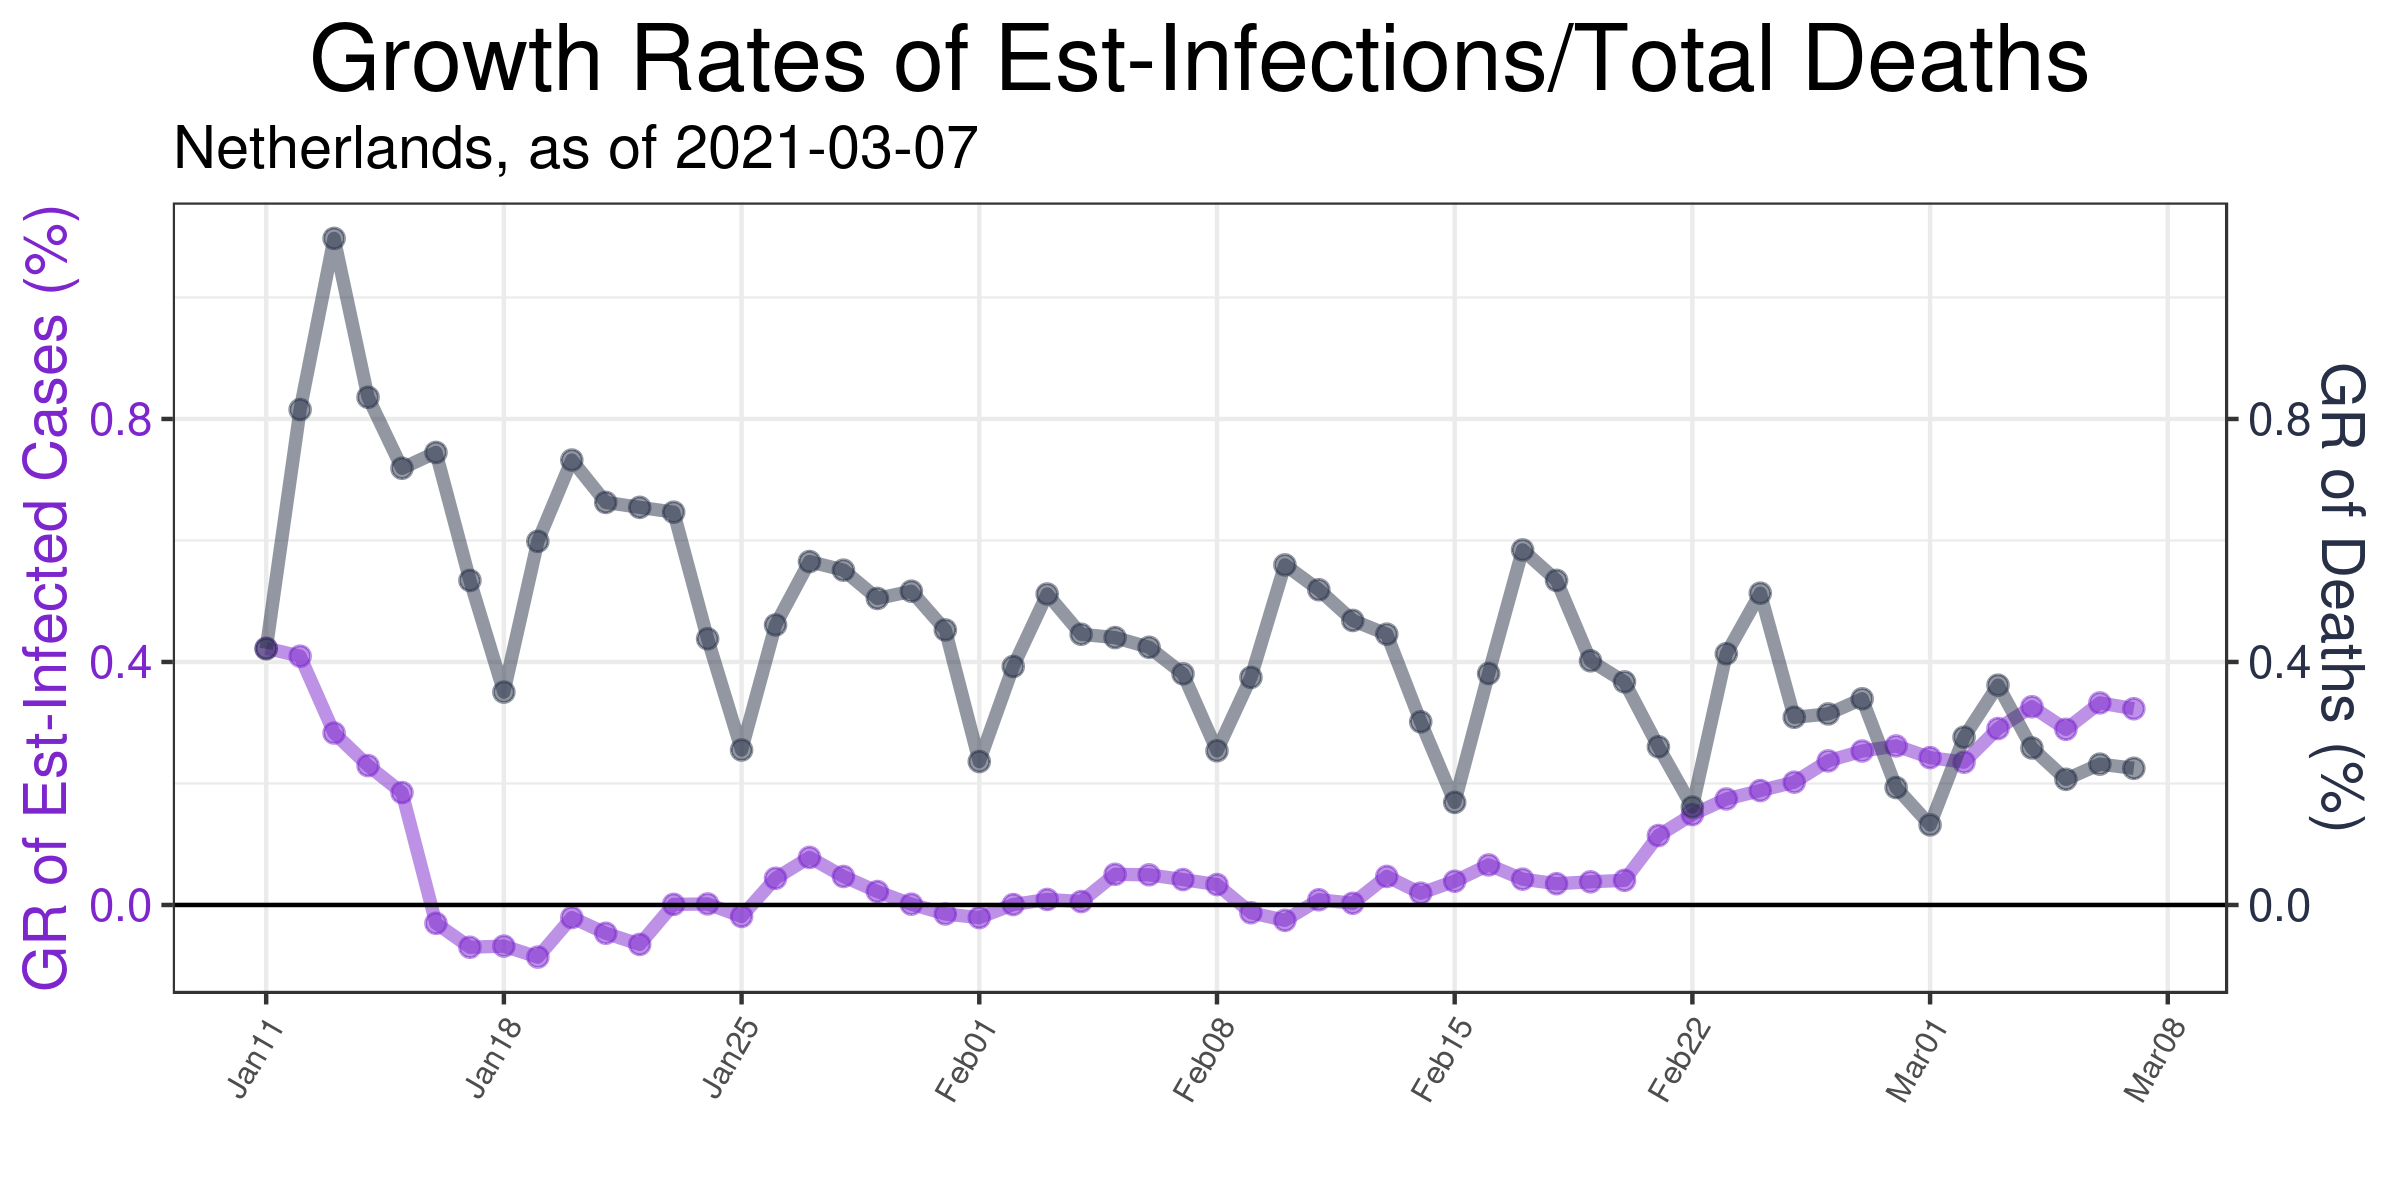 Growth Rates of Est-Infections/Total Deaths
Netherlands, as of 2021-03-07
GR of Est-Infected Cases (%)
0.8
0.4
0.0
0.8
0.4
0.0
GR of Deaths (%)
Jan11
Jan18
Jan25
Feb01
Feb08
Feb15
Feb22
Mar01
Mar08